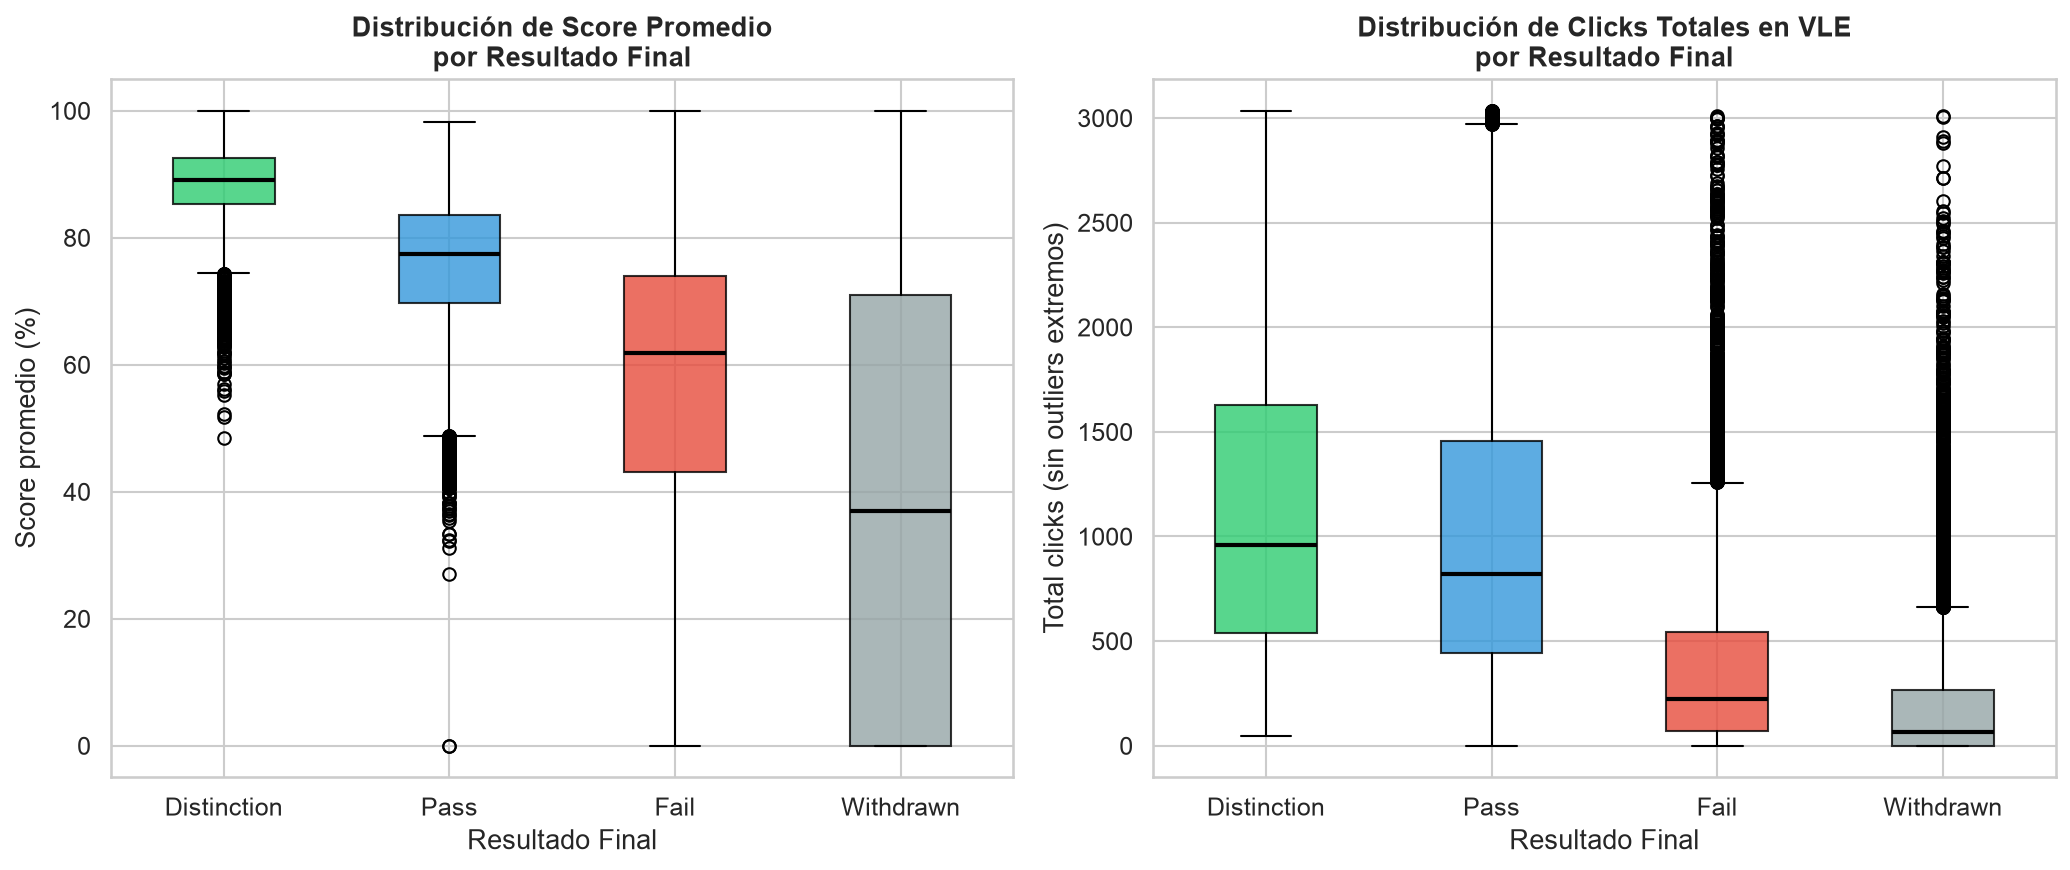 Distribución de Score Promedio
por Resultado Final
Score promedio (%)
100
80
60
40
20
0
Distinction
Pass
Fail
Withdrawn
Resultado Final
Distribución de Clicks Totales en VLE
por Resultado Final
Total clicks (sin outliers extremos)
3000
2500
2000
1500
1000
500
0
Distinction
Pass
Fail
Withdrawn
Resultado Final